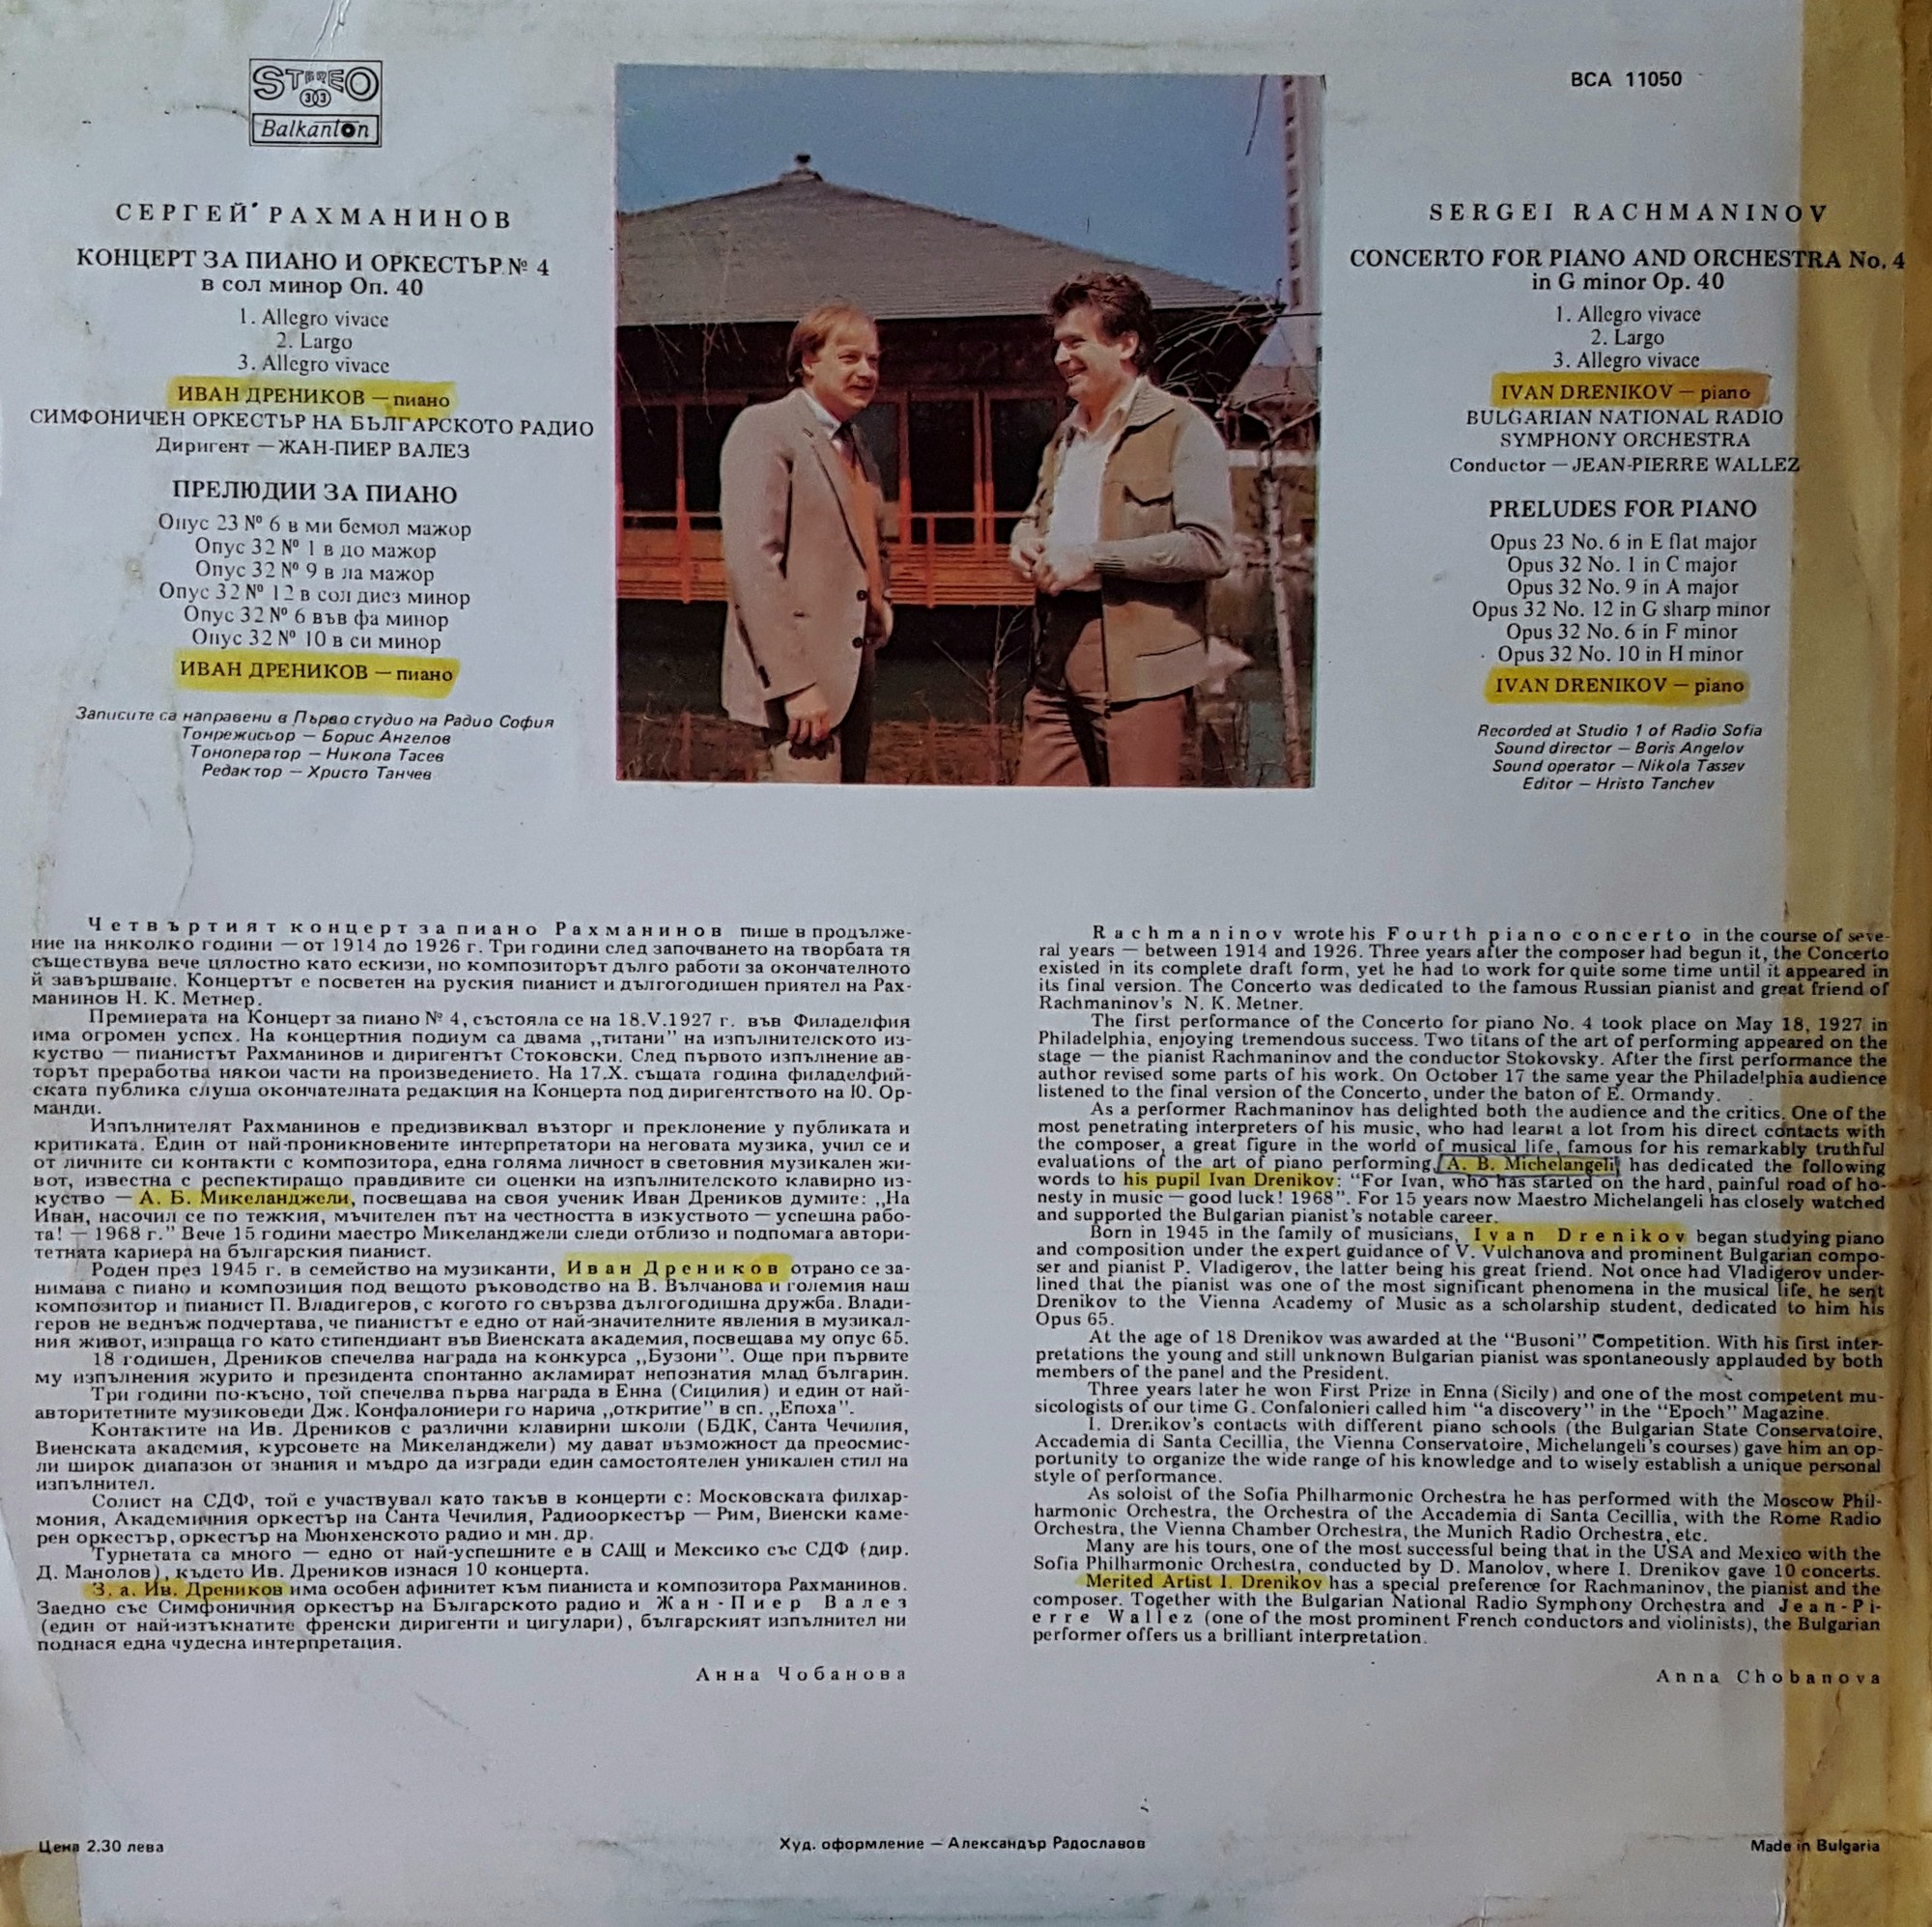 STEREO
33
Balkanton
BCA 11050
СЕРГЕЙ РАХМАНИНОВ
КОНЦЕРТ ЗА ПИАНО И ОРКЕСТЪР № 4
в сол минор Оп. 40
1. Allegro vivace
2. Largo
3. Allegro vivace
ИВАН ДРЕНИКОВ — пиано
СИМФОНИЧЕН ОРКЕСТЪР НА БЪЛГАРСКОТО РАДИО
Диригент — ЖАН-ПИЕР ВАЛЕЗ
ПРЕЛЮДИИ ЗА ПИАНО
Опус 23 № 6 в ми бемол мажор
Опус 32 № 1 в до мажор
Опус 32 № 9 в ла мажор
Опус 32 № 12 в сол диез минор
Опус 32 № 6 във фа минор
Опус 32 № 10 в си минор
ИВАН ДРЕНИКОВ — пиано
Записите са направени в Първо студио на Радио София
Тонрежисьор — Борис Ангелов
Тоноператор — Никола Тасев
Редактор — Христо Танчев
SERGEI RACHMANINOV
CONCERTO FOR PIANO AND ORCHESTRA No. 4
in G minor Op. 40
1. Allegro vivace
2. Largo
3. Allegro vivace
IVAN DRENIKOV — piano
BULGARIAN NATIONAL RADIO
SYMPHONY ORCHESTRA
Conductor — JEAN-PIERRE WALLEZ
PRELUDES FOR PIANO
Opus 23 No. 6 in E flat major
Opus 32 No. 1 in C major
Opus 32 No. 9 in A major
Opus 32 No. 12 in G sharp minor
Opus 32 No. 6 in F minor
Opus 32 No. 10 in H minor
IVAN DRENIKOV — piano
Recorded at Studio 1 of Radio Sofia
Sound director — Boris Angelov
Sound operator — Nikola Tassev
Editor — Hristo Tanchev
Четвъртият концерт за пиано Рахманинов пише в продълже-
ние на няколко години — от 1914 до 1926 г. Три години след започването на творбата тя
съществува вече цялостно като ескизи, но композиторът дълго работи за окончателното
й завършване. Концертът е посветен на руския пианист и дългогодишен приятел на Рах-
манинов Н. К. Метнер.
Премиерата на Концерт за пиано № 4, състояла се на 18.V.1927 г. във Филаделфия
има огромен успех. На концертния подиум са двама „титани” на изпълнителското из-
куство — пианистът Рахманинов и диригентът Стоковски. След първото изпълнение ав-
торът преработва някои части на произведението. На 17.X. същата година филаделфий-
ската публика слуша окончателната редакция на Концерта под диригентството на Ю. Ор-
манди.
Изпълнителят Рахманинов е предизвиквал възторг и преклонение у публиката и
критиката. Един от най-проникновените интерпретатори на неговата музика, учил се и
от личните си контакти с композитора, една голяма личност в световния музикален жи-
вот, известна с респектиращо правдивите си оценки на изпълнителското клавирно из-
куство — А. Б. Микеланджели, посвещава на своя ученик Иван Дреников думите: „На
Иван, насочил се по тежкия, мъчителен път на честността в изкуството — успешна рабо-
та! — 1968 г.” Вече 15 години маестро Микеланджели следи отблизо и подпомага автори-
тетната кариера на българския пианист.
Роден през 1945 г. в семейство на музиканти, Иван Дреников отрано се за-
нимава с пиано и композиция под вещото ръководство на В. Вълчанова и големия наш
композитор и пианист П. Владигеров, с когото го свързва дългогодишна дружба. Влади-
геров не веднъж подчертава, че пианистът е едно от най-значителните явления в музикал-
ния живот, изпраща го като стипендиант във Виенската академия, посвещава му опус 65.
18 годишен, Дреников спечелва награда на конкурса „Бузони”. Още при първите
му изпълнения журито и президента спонтанно акламират непознатия млад българин.
Три години по-късно, той спечелва първа награда в Енна (Сицилия) и един от най-
авторитетните музиковеди Дж. Конфалониери го нарича „откритие” в сп. „Епоха”.
Контактите на Ив. Дреников с различни клавирни школи (БДК, Санта Чечилия,
Виенската академия, курсовете на Микеланджели) му дават възможност да преосмис-
ли широк диапазон от знания и мъдро да изгради един самостоятелен уникален стил на
изпълнител.
Солист на СДФ, той е участвувал като такъв в концерти с: Московската филхар-
мония, Академичния оркестър на Санта Чечилия, Радиооркестър — Рим, Виенски каме-
рен оркестър, оркестър на Мюнхенското радио и мн. др.
Турнетата са много — едно от най-успешните е в САЩ и Мексико със СДФ (дир.
Д. Манолов), където Ив. Дреников изнася 10 концерта.
З. а. Ив. Дреников има особен афинитет към пианиста и композитора Рахманинов.
Заедно със Симфоничния оркестър на Българското радио и Жан-Пиер Валез
(един от най-изтъкнатите френски диригенти и цигулари), българският изпълнител ни
поднася една чудесна интерпретация.
Анна Чобанова
Rachmaninov wrote his Fourth piano concerto in the course of seve-
ral years — between 1914 and 1926. Three years after the composer had begun it, the Concerto
existed in its complete draft form, yet he had to work for quite some time until it appeared in
its final version. The Concerto was dedicated to the famous Russian pianist and great friend of
Rachmaninov's N. K. Metner.
The first performance of the Concerto for piano No. 4 took place on May 18, 1927 in
Philadelphia, enjoying tremendous success. Two titans of the art of performing appeared on the
stage — the pianist Rachmaninov and the conductor Stokovsky. After the first performance the
author revised some parts of his work. On October 17 the same year the Philadelphia audience
listened to the final version of the Concerto, under the baton of E. Ormandy.
As a performer Rachmaninov has delighted both the audience and the critics. One of the
most penetrating interpreters of his music, who had learnt a lot from his direct contacts with
the composer, a great figure in the world of musical life, famous for his remarkably truthful
evaluations of the art of piano performing, A. B. Michelangeli, has dedicated the following
words to his pupil Ivan Drenikov: “For Ivan, who has started on the hard, painful road of ho-
nesty in music — good luck! 1968”. For 15 years now Maestro Michelangeli has closely watched
and supported the Bulgarian pianist's notable career.
Born in 1945 in the family of musicians, Ivan Drenikov began studying piano
and composition under the expert guidance of V. Vulchanova and prominent Bulgarian compo-
ser and pianist P. Vladigerov, the latter being his great friend. Not once had Vladigerov under-
lined that the pianist was one of the most significant phenomena in the musical life, he sent
Drenikov to the Vienna Academy of Music as a scholarship student, dedicated to him his
Opus 65.
At the age of 18 Drenikov was awarded at the “Busoni” Competition. With his first inter-
pretations the young and still unknown Bulgarian pianist was spontaneously applauded by both
members of the panel and the President.
Three years later he won First Prize in Enna (Sicily) and one of the most competent mu-
sicologists of our time G. Confalonieri called him “a discovery” in the “Epoch” Magazine.
I. Drenikov's contacts with different piano schools (the Bulgarian State Conservatoire,
Accademia di Santa Cecillia, the Vienna Conservatoire, Michelangeli's courses) gave him an op-
portunity to organize the wide range of his knowledge and to wisely establish a unique personal
style of performance.
As soloist of the Sofia Philharmonic Orchestra he has performed with the Moscow Phil-
harmonic Orchestra, the Orchestra of the Accademia di Santa Cecillia, with the Rome Radio
Orchestra, the Vienna Chamber Orchestra, the Munich Radio Orchestra, etc.
Many are his tours, one of the most successful being that in the USA and Mexico with the
Sofia Philharmonic Orchestra, conducted by D. Manolov, where I. Drenikov gave 10 concerts.
Merited Artist I. Drenikov has a special preference for Rachmaninov, the pianist and the
composer. Together with the Bulgarian National Radio Symphony Orchestra and Jean-Pi-
erre Wallez (one of the most prominent French conductors and violinists), the Bulgarian
performer offers us a brilliant interpretation.
Anna Chobanova
Цена 2.30 лева
Худ. оформление — Александър Радославов
Made in Bulgaria